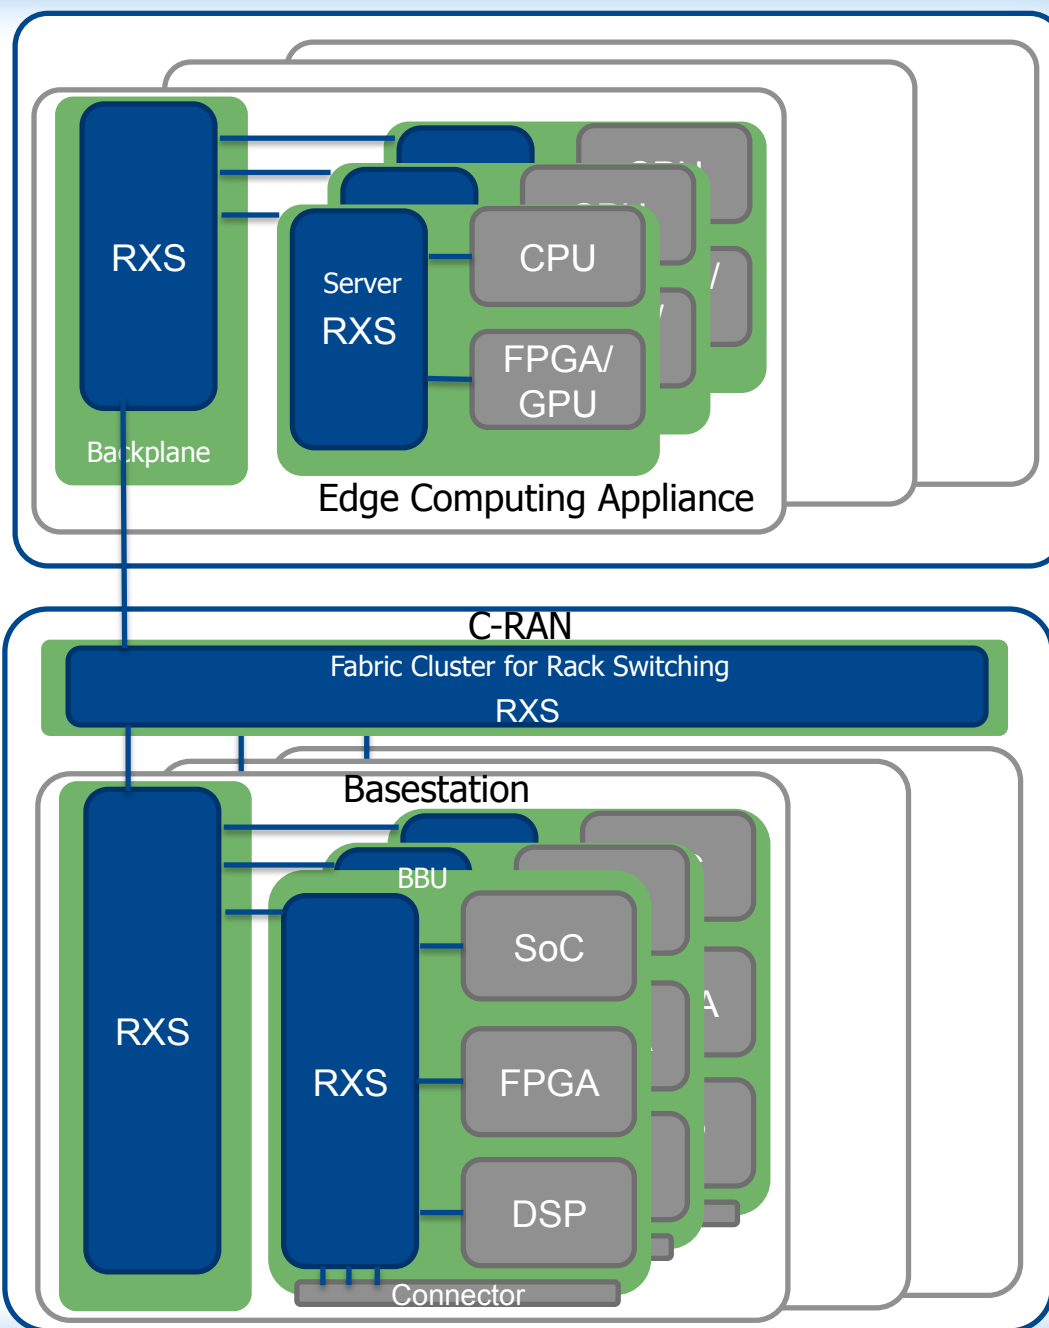 RXS
Backplane
Server
RXS
CPU
FPGA/
GPU
Edge Computing Appliance
C-RAN
Fabric Cluster for Rack Switching
RXS
Basestation
RXS
BBU
RXS
SoC
FPGA
DSP
Connector